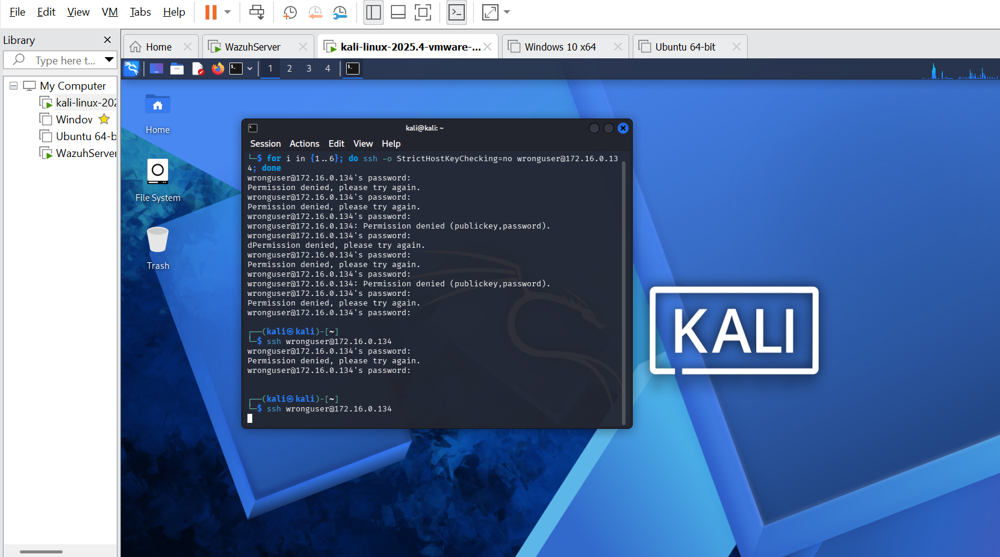 File Edit View VM Tabs Help
Library
Type here t...
My Computer
kali-linux-202
Window
Ubuntu 64-b
WazuhServer
Home
WazuhServer
kali-linux-2025.4-vmware-...
Windows 10 x64
Ubuntu 64-bit
1 2 3 4
Home
File System
Trash
kali@kali: ~
Session Actions Edit View Help
└─$ for i in {1..6}; do ssh -o StrictHostKeyChecking=no wronguser@172.16.0.13
4; done
wronguser@172.16.0.134's password:
Permission denied, please try again.
wronguser@172.16.0.134's password:
Permission denied, please try again.
wronguser@172.16.0.134's password:
wronguser@172.16.0.134: Permission denied (publickey,password).
wronguser@172.16.0.134's password:
dPermission denied, please try again.
wronguser@172.16.0.134's password:
Permission denied, please try again.
wronguser@172.16.0.134's password:
wronguser@172.16.0.134: Permission denied (publickey,password).
wronguser@172.16.0.134's password:
Permission denied, please try again.
wronguser@172.16.0.134's password:
┌──(kali㉿kali)-[~]
└─$ ssh wronguser@172.16.0.134
wronguser@172.16.0.134's password:
Permission denied, please try again.
wronguser@172.16.0.134's password:
┌──(kali㉿kali)-[~]
└─$ ssh wronguser@172.16.0.134
KALI